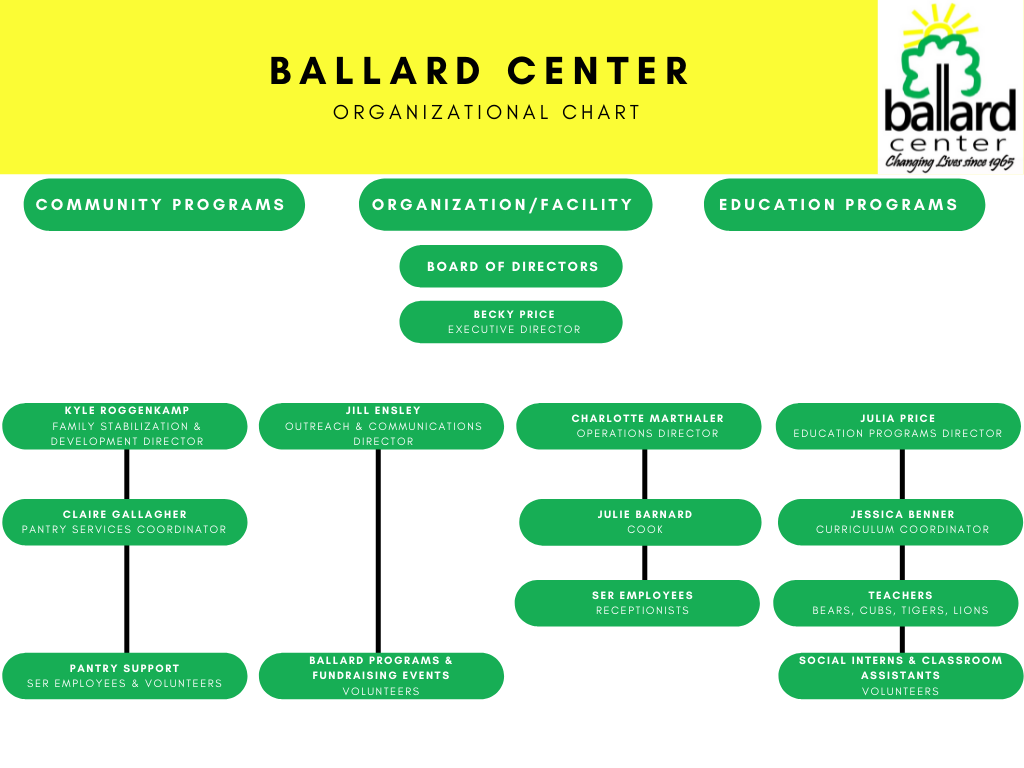 BALLARD CENTER
ORGANIZATIONAL CHART
ballard
center
Changing Lives since 1965
COMMUNITY PROGRAMS
ORGANIZATION/FACILITY
EDUCATION PROGRAMS
BOARD OF DIRECTORS
BECKY PRICE
EXECUTIVE DIRECTOR
KYLE ROGGENKAMP
FAMILY STABILIZATION &
DEVELOPMENT DIRECTOR
JILL ENSLEY
OUTREACH & COMMUNICATIONS
DIRECTOR
CHARLOTTE MARTHALER
OPERATIONS DIRECTOR
JULIA PRICE
EDUCATION PROGRAMS DIRECTOR
CLAIRE GALLAGHER
PANTRY SERVICES COORDINATOR
JULIE BARNARD
COOK
JESSICA BENNER
CURRICULUM COORDINATOR
SER EMPLOYEES
RECEPTIONISTS
TEACHERS
BEARS, CUBS, TIGERS, LIONS
PANTRY SUPPORT
SER EMPLOYEES & VOLUNTEERS
BALLARD PROGRAMS &
FUNDRAISING EVENTS
VOLUNTEERS
SOCIAL INTERNS & CLASSROOM
ASSISTANTS
VOLUNTEERS